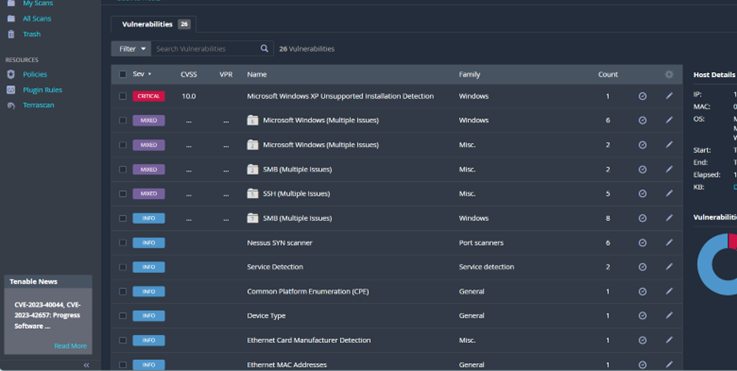 My Scans
All Scans
Trash
RESOURCES
Policies
Plugin Rules
Terrascan
Tenable News
CVE-2023-40044, CVE-
2023-42657: Progress
Software ...
Read More
Vulnerabilities 26
Filter Search Vulnerabilities 26 Vulnerabilities
Sev CVSS VPR Name Family Count
CRITICAL 10.0 Microsoft Windows XP Unsupported Installation Detection Windows 1
MIXED ... ... Microsoft Windows (Multiple Issues) Windows 6
MIXED ... ... Microsoft Windows (Multiple Issues) Misc. 2
MIXED ... ... SMB (Multiple Issues) Misc. 2
MIXED ... ... SSH (Multiple Issues) Misc. 5
INFO ... ... SMB (Multiple Issues) Windows 8
INFO Nessus SYN scanner Port scanners 6
INFO Service Detection Service detection 2
INFO Common Platform Enumeration (CPE) General 1
INFO Device Type General 1
INFO Ethernet Card Manufacturer Detection Misc. 1
INFO Ethernet MAC Addresses General 1
Host Details
IP: 1
MAC: 0
OS: M
M
W
Start: T
End: T
Elapsed: 1
KB: D
Vulnerabiliti